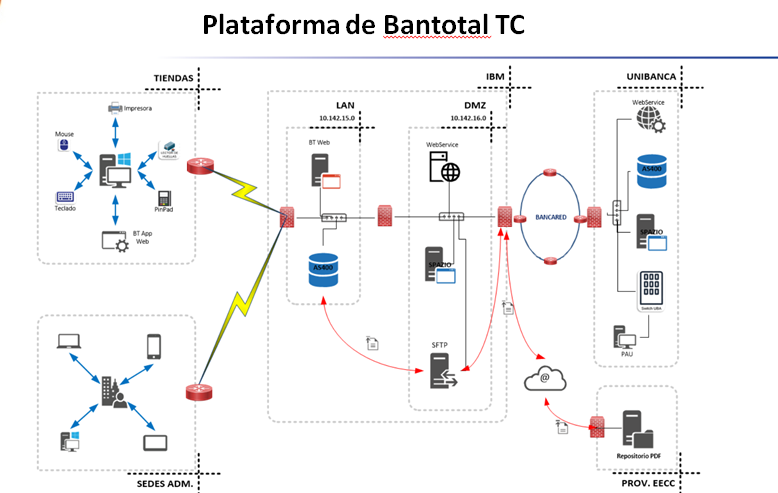 Plataforma de Bantotal TC
TIENDAS
IBM
UNIBANCA
Impresora
Mouse
Teclado
PinPad
BT App
Web
LAN
10.142.15.0
DMZ
10.142.16.0
BT Web
AS400
WebService
SPAZIO
SFTP
BANCARED
WebService
AS400
SPAZIO
PAU
@
Repositorio PDF
SEDES ADM.
PROV. EECC